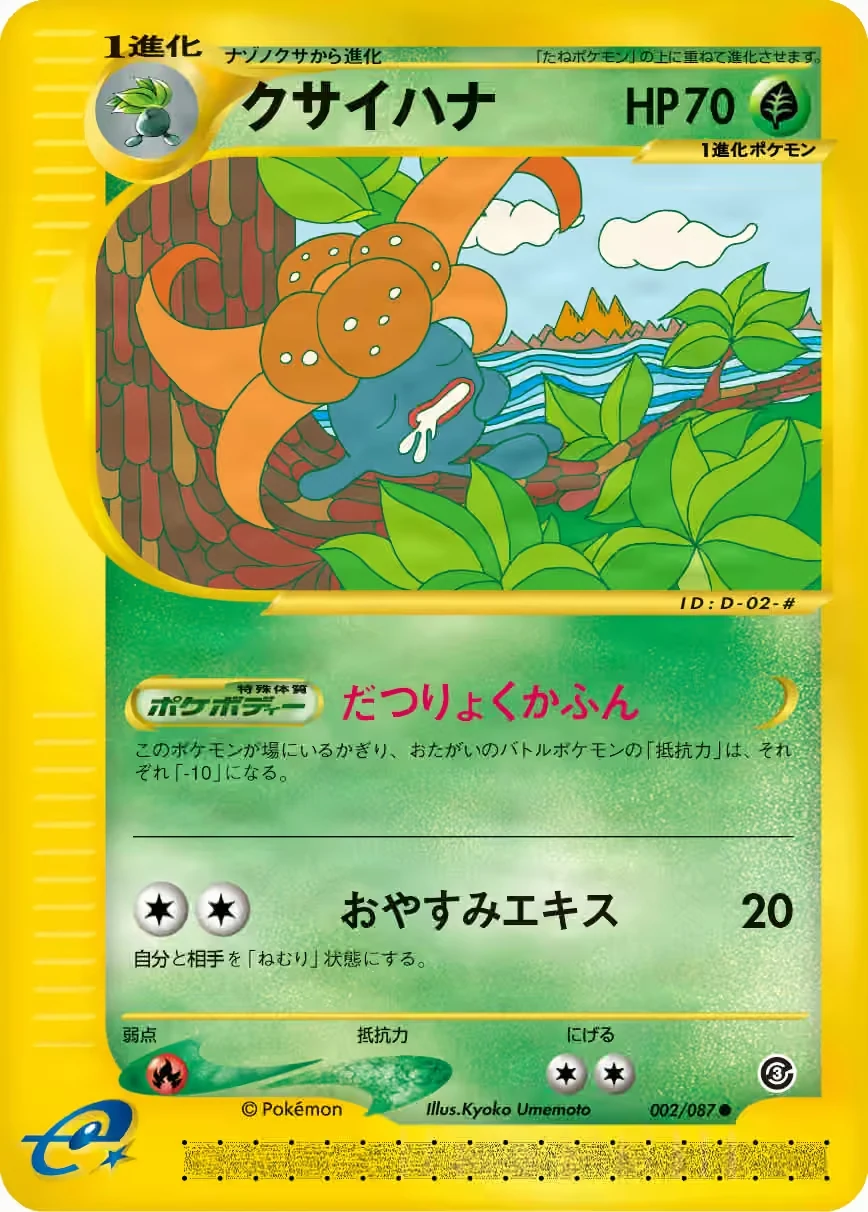 1進化
ナゾノクサから進化
「たねポケモン」の上に重ねて進化させます。
クサイハナ
HP70
1進化ポケモン
ID:D-02-#
特殊体質
ポケボディー
だつりょくかふん
このポケモンが場にいるかぎり、おたがいのバトルポケモンの「抵抗力」は、それ
ぞれ「-10」になる。
おやすみエキス
20
自分と相手を「ねむり」状態にする。
弱点
抵抗力
にげる
3
© Pokémon
Illus.Kyoko Umemoto
002/087●
e